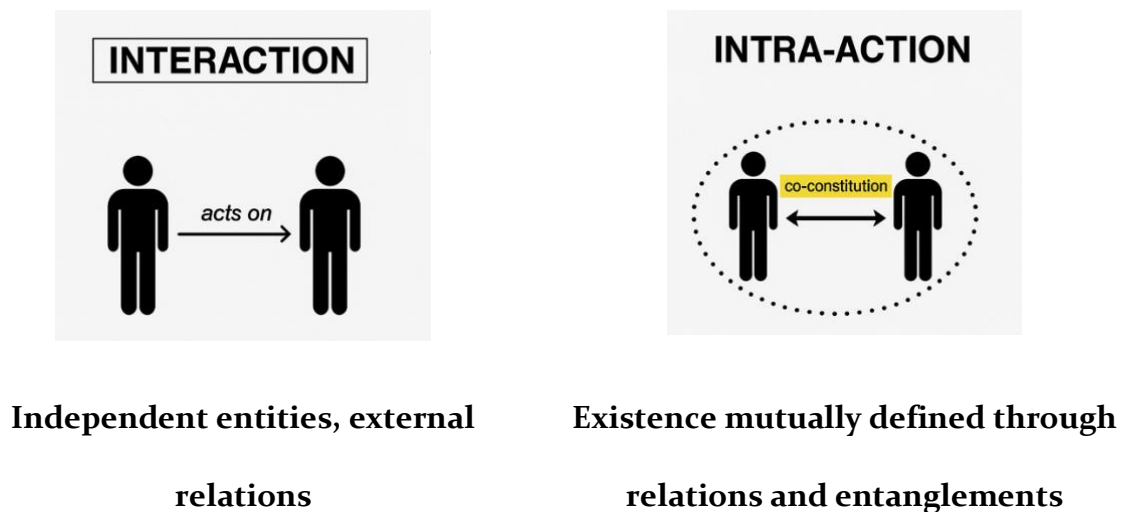 INTERACTION
acts on
Independent entities, external
relations
INTRA-ACTION
co-constitution
Existence mutually defined through
relations and entanglements